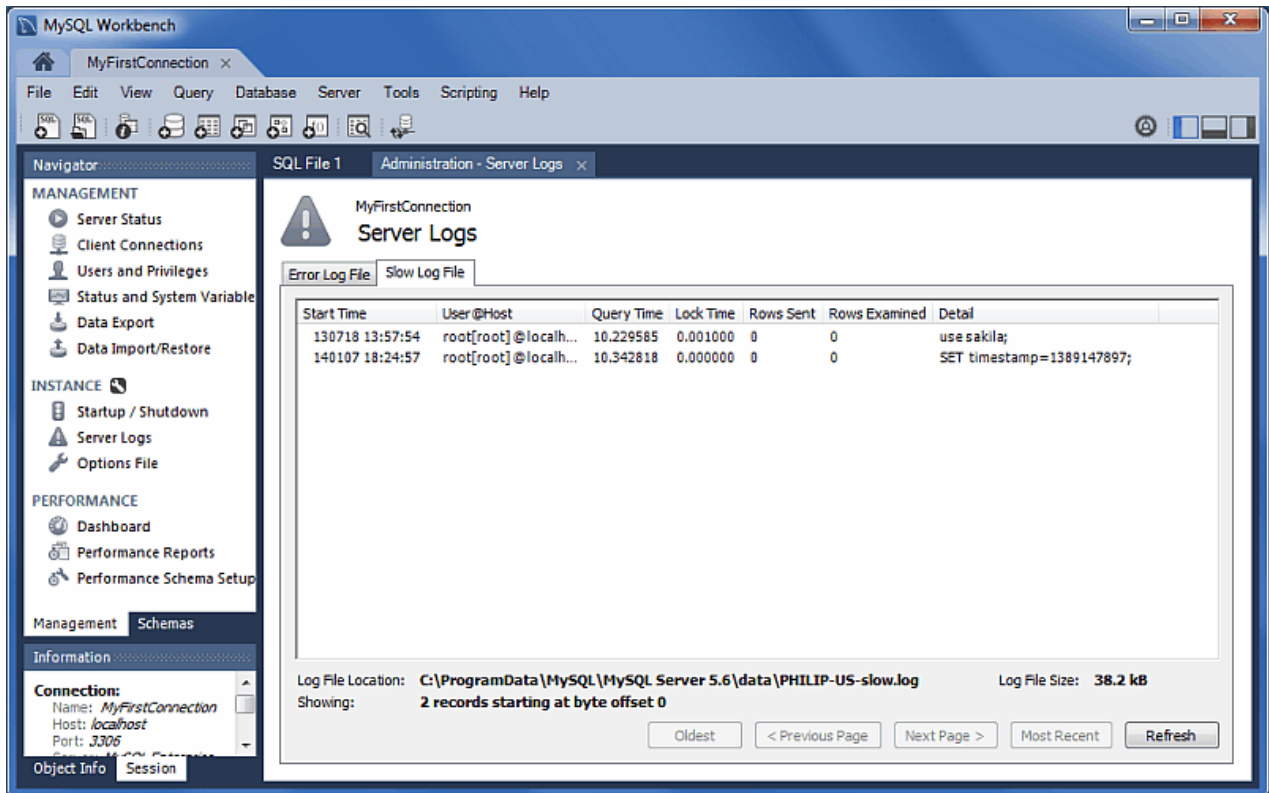 MySQL Workbench
MyFirstConnection
File Edit View Query Database Server Tools Scripting Help
Navigator
MANAGEMENT
Server Status
Client Connections
Users and Privileges
Status and System Variable
Data Export
Data Import/Restore
INSTANCE
Startup / Shutdown
Server Logs
Options File
PERFORMANCE
Dashboard
Performance Reports
Performance Schema Setup
Management Schemas
Information
Connection:
Name: MyFirstConnection
Host: localhost
Port: 3306
Object Info Session
SQL File 1 Administration - Server Logs
MyFirstConnection
Server Logs
Error Log File Slow Log File
Start Time User@Host Query Time Lock Time Rows Sent Rows Examined Detail
130718 13:57:54 root[root] @localh... 10.229585 0.001000 0 0 use sakila;
140107 18:24:57 root[root] @localh... 10.342818 0.000000 0 0 SET timestamp=1389147897;
Log File Location: C:\ProgramData\MySQL\MySQL Server 5.6\data\PHILIP-US-slow.log Log File Size: 38.2 kB
Showing: 2 records starting at byte offset 0
Oldest < Previous Page Next Page > Most Recent Refresh